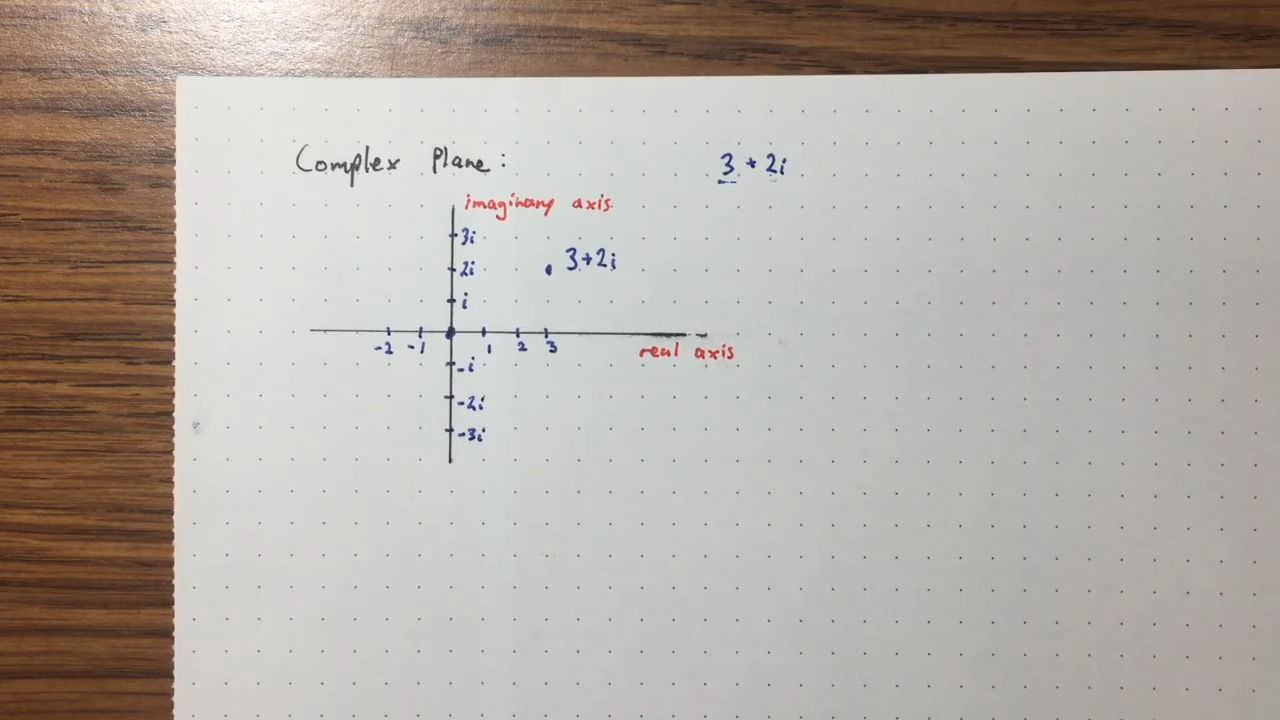 Complex Plane:
3 + 2i
imaginary axis
3i
2i
3+2i
i
-2 -1 1 2 3
real axis
-i
-2i
-3i